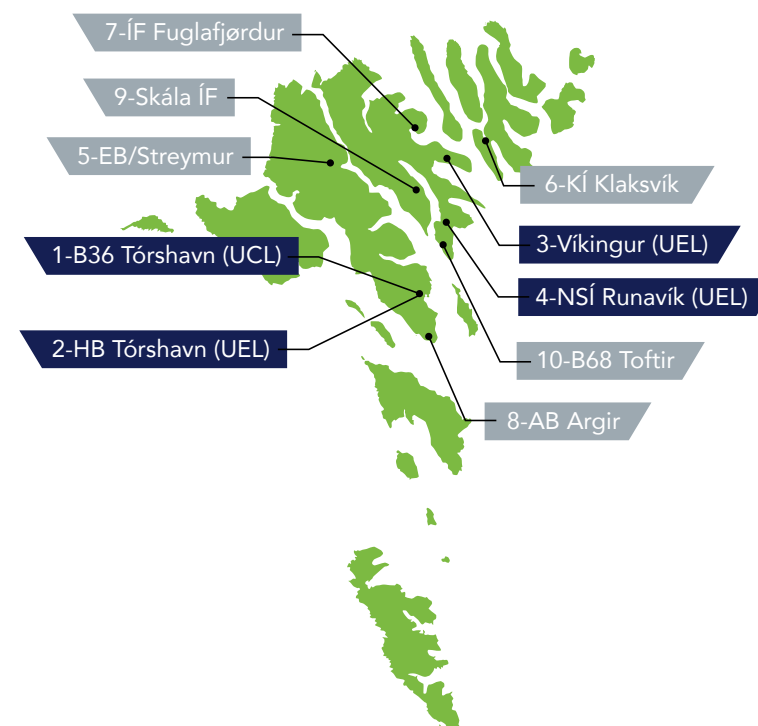 7-ÍF Fuglafjørdur
9-Skála ÍF
5-EB/Streymur
6-KÍ Klaksvík
1-B36 Tórshavn (UCL)
3-Víkingur (UEL)
4-NSÍ Runavík (UEL)
2-HB Tórshavn (UEL)
10-B68 Toftir
8-AB Argir